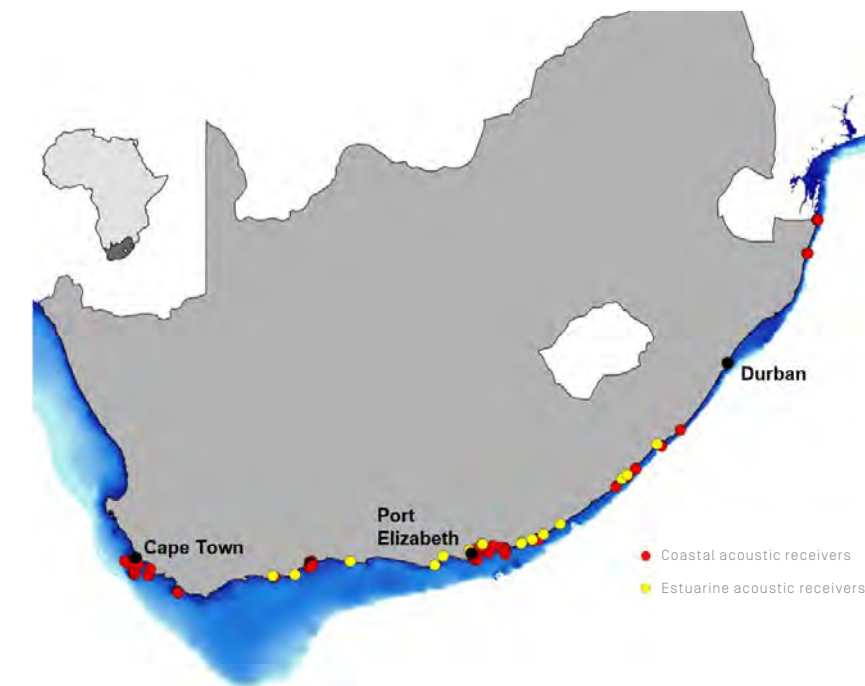 Durban
Port
Elizabeth
Cape Town
Coastal acoustic receivers
Estuarine acoustic receivers